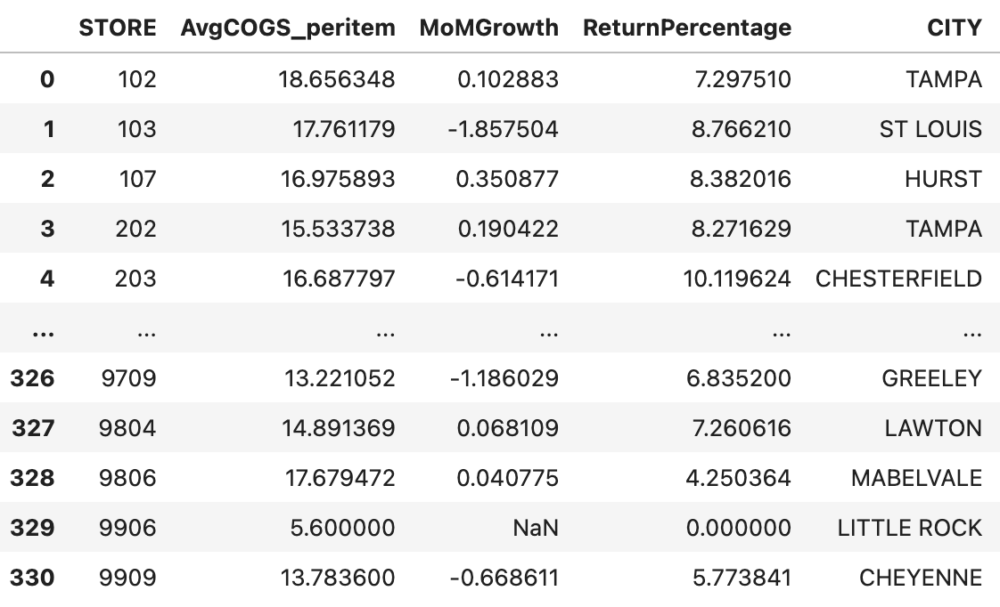 STORE AvgCOGS_peritem MoMGrowth ReturnPercentage CITY
0 102 18.656348 0.102883 7.297510 TAMPA
1 103 17.761179 -1.857504 8.766210 ST LOUIS
2 107 16.975893 0.350877 8.382016 HURST
3 202 15.533738 0.190422 8.271629 TAMPA
4 203 16.687797 -0.614171 10.119624 CHESTERFIELD
... ... ... ... ... ...
326 9709 13.221052 -1.186029 6.835200 GREELEY
327 9804 14.891369 0.068109 7.260616 LAWTON
328 9806 17.679472 0.040775 4.250364 MABELVALE
329 9906 5.600000 NaN 0.000000 LITTLE ROCK
330 9909 13.783600 -0.668611 5.773841 CHEYENNE